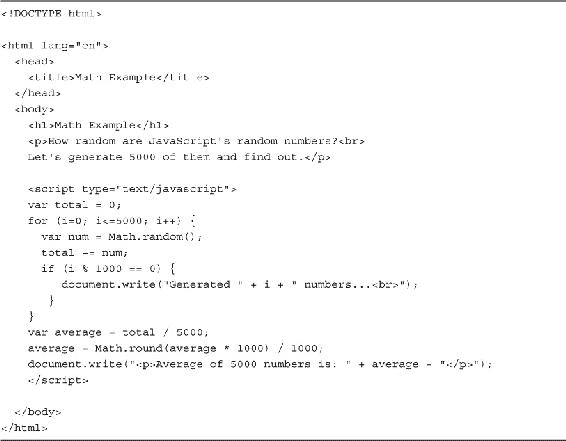 <!DOCTYPE html>
<html lang="en">
<head>
<title>Math Example</title>
</head>
<body>
<h1>Math Example</h1>
<p>How random are JavaScript's random numbers?<br>
Let's generate 5000 of them and find out.</p>
<script type="text/javascript">
var total = 0;
for (i=0; i<=5000; i++) {
var num = Math.random();
total += num;
if (i % 1000 == 0) {
document.write("Generated " + i + " numbers...<br>");
}
}
var average = total / 5000;
average = Math.round(average * 1000) / 1000;
document.write("<p>Average of 5000 numbers is: " + average + "</p>");
</script>
</body>
</html>